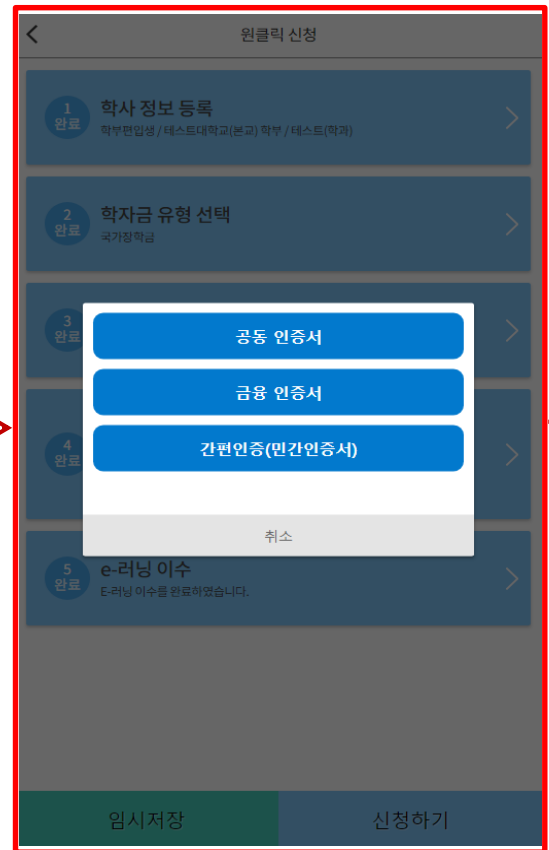 원클릭 신청
1
완료
학사 정보 등록
학부편입생 / 테스트대학교(본교) 학부 / 테스트(학과)
2
완료
학자금 유형 선택
국가장학금
3
완료
공동 인증서
금융 인증서
4
완료
간편인증(민간인증서)
취소
5
완료
e-러닝 이수
E-러닝 이수를 완료하였습니다.
임시저장
신청하기